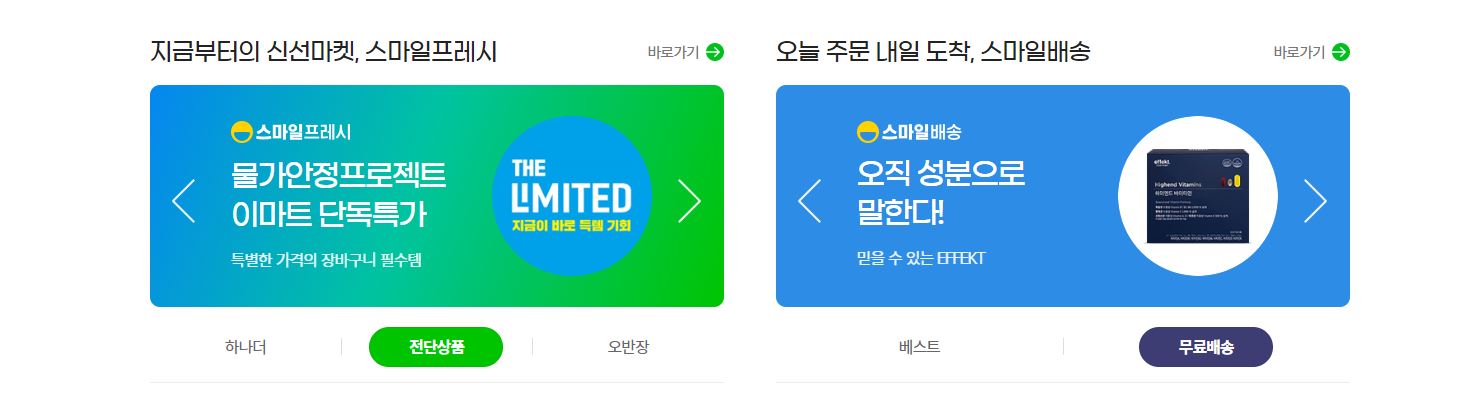 지금부터의 신선마켓, 스마일프레시
바로가기
스마일프레시
물가안정프로젝트
이마트 단독특가
특별한 가격의 장바구니 필수템
THE
LIMITED
지금이 바로 득템 기회
하나더
전단상품
오반장
오늘 주문 내일 도착, 스마일배송
바로가기
스마일배송
오직 성분으로
말한다!
믿을 수 있는 EFFEKT
effekt.
Highend Vitamins
하이엔드 바이타민
베스트
무료배송